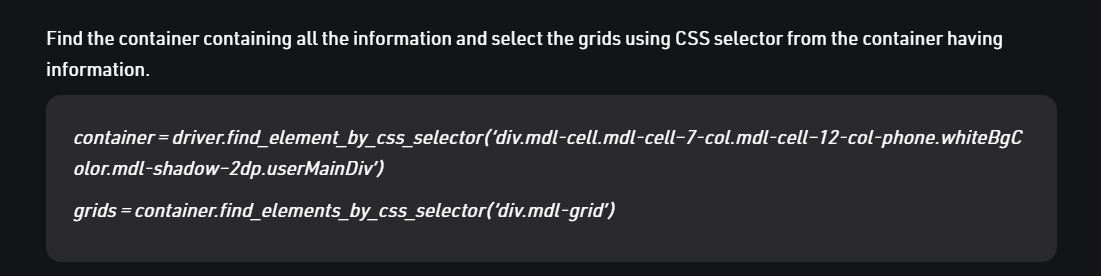 Find the container containing all the information and select the grids using CSS selector from the container having
information.
container = driver.find_element_by_css_selector(‘div.mdl-cell.mdl-cell–7-col.mdl-cell–12-col-phone.whiteBgC
olor.mdl-shadow–2dp.userMainDiv’)
grids = container.find_elements_by_css_selector(‘div.mdl-grid’)